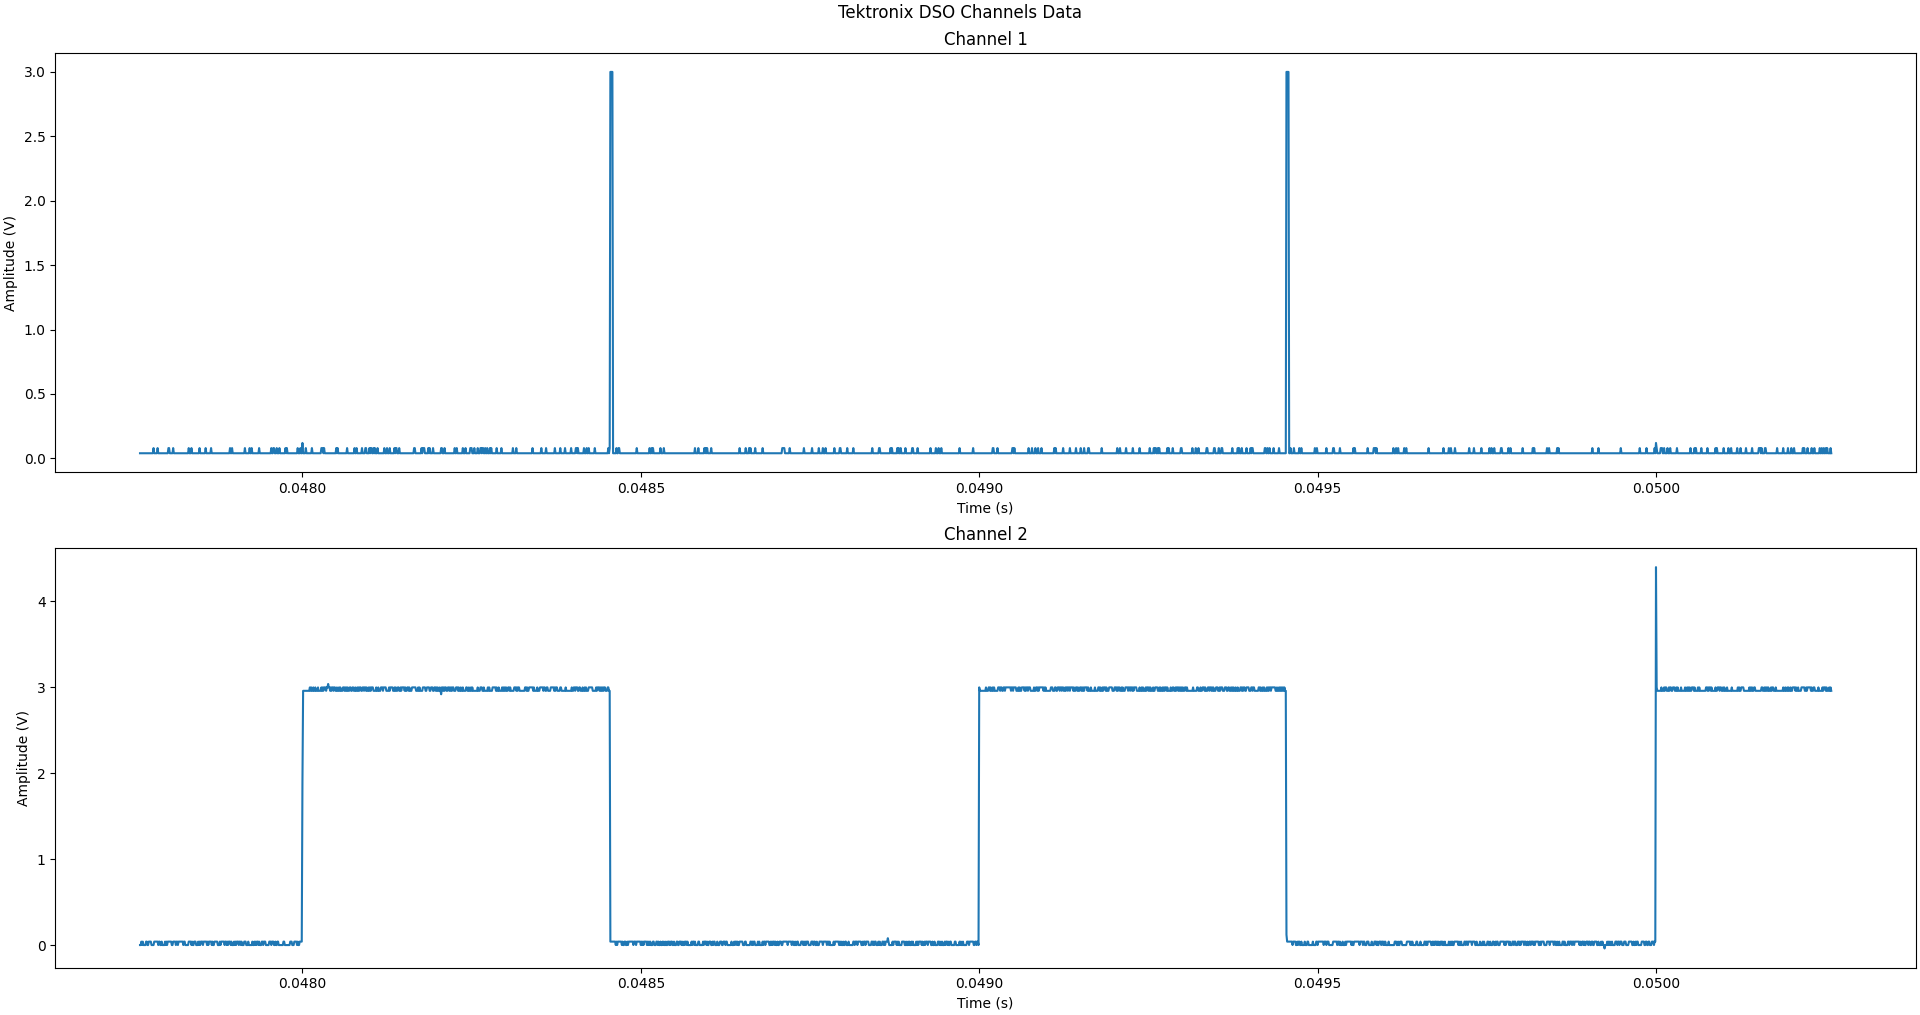 Tektronix DSO Channels Data
Channel 1
Amplitude (V)
3.0
2.5
2.0
1.5
1.0
0.5
0.0
0.0480 0.0485 0.0490 0.0495 0.0500
Time (s)
Channel 2
Amplitude (V)
4
3
2
1
0
0.0480 0.0485 0.0490 0.0495 0.0500
Time (s)